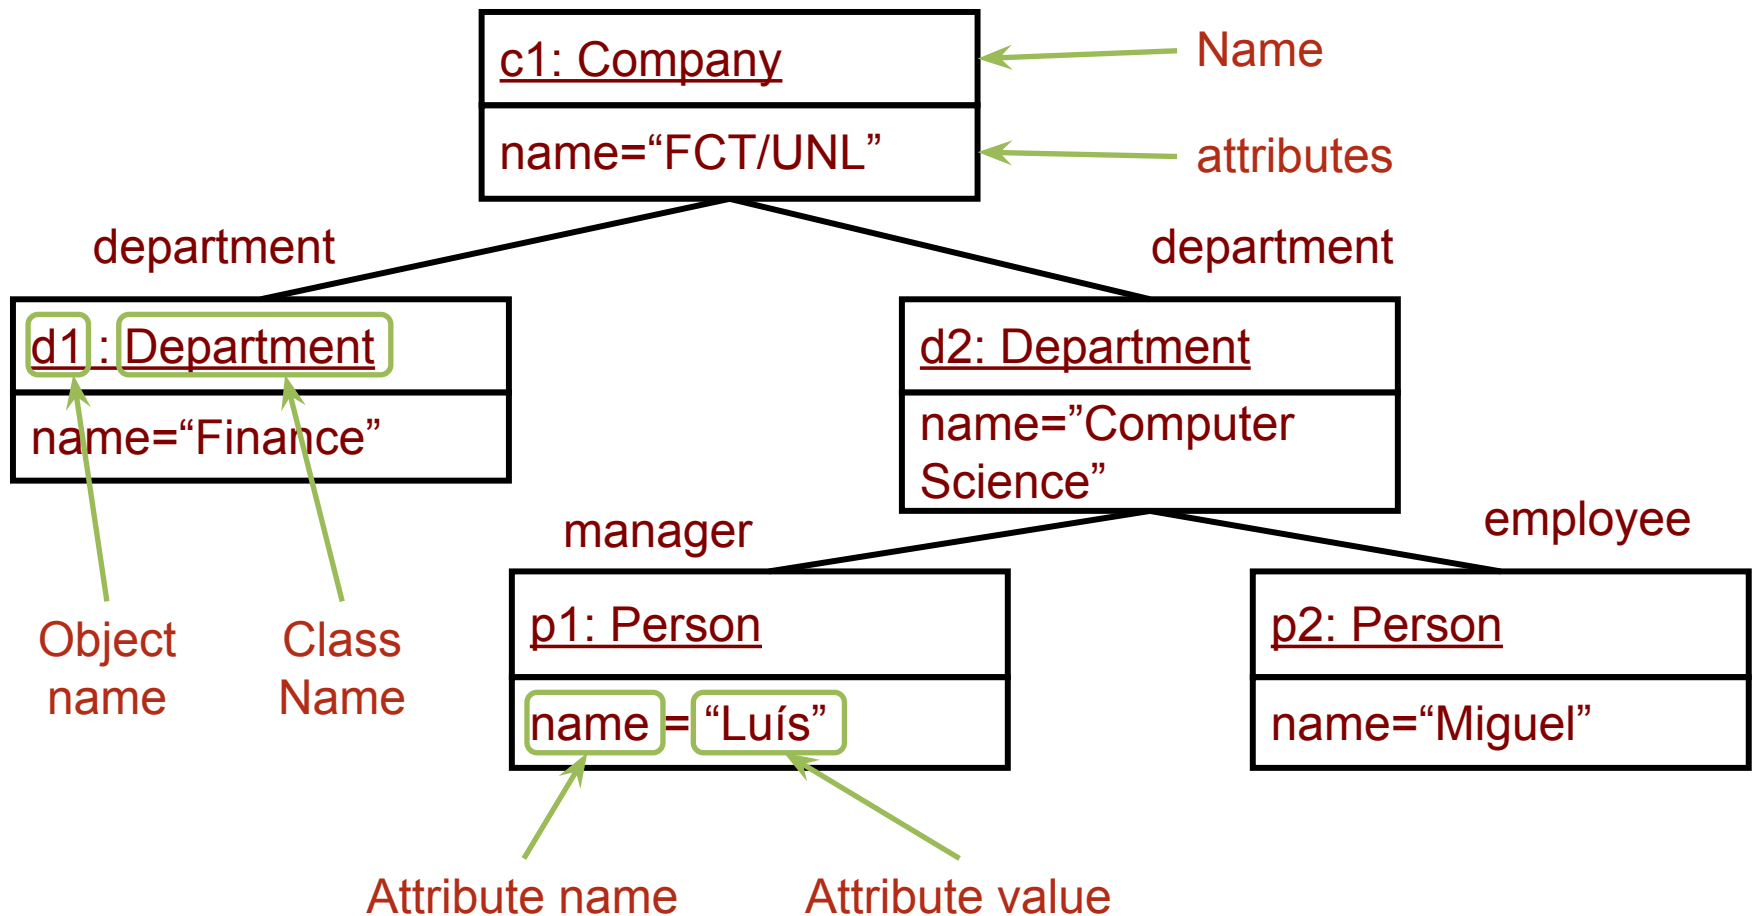 c1: Company
Name
name=“FCT/UNL”
attributes
department
department
d1 : Department
d2: Department
name=“Finance”
name=”Computer
Science”
manager
employee
Object
name
Class
Name
p1: Person
p2: Person
name = “Luís”
name=“Miguel”
Attribute name
Attribute value